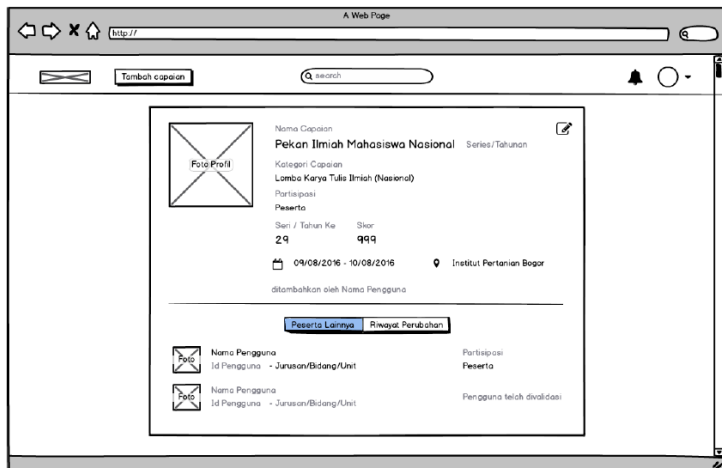 A Web Page
http://
Tambah capaian
search
Nama Capaian
Pekan Ilmiah Mahasiswa Nasional Series/Tahunan
Foto Profil
Kategori Capaian
Lomba Karya Tulis Ilmiah (Nasional)
Partisipasi
Peserta
Seri / Tahun Ke Skor
29 999
09/08/2016 - 10/08/2016 Institut Pertanian Bogor
ditambahkan oleh Nama Pengguna
Peserta Lainnya Riwayat Perubahan
Foto Nama Pengguna Partisipasi
Id Pengguna - Jurusan/Bidang/Unit Peserta
Foto Nama Pengguna
Id Pengguna - Jurusan/Bidang/Unit Pengguna telah divalidasi